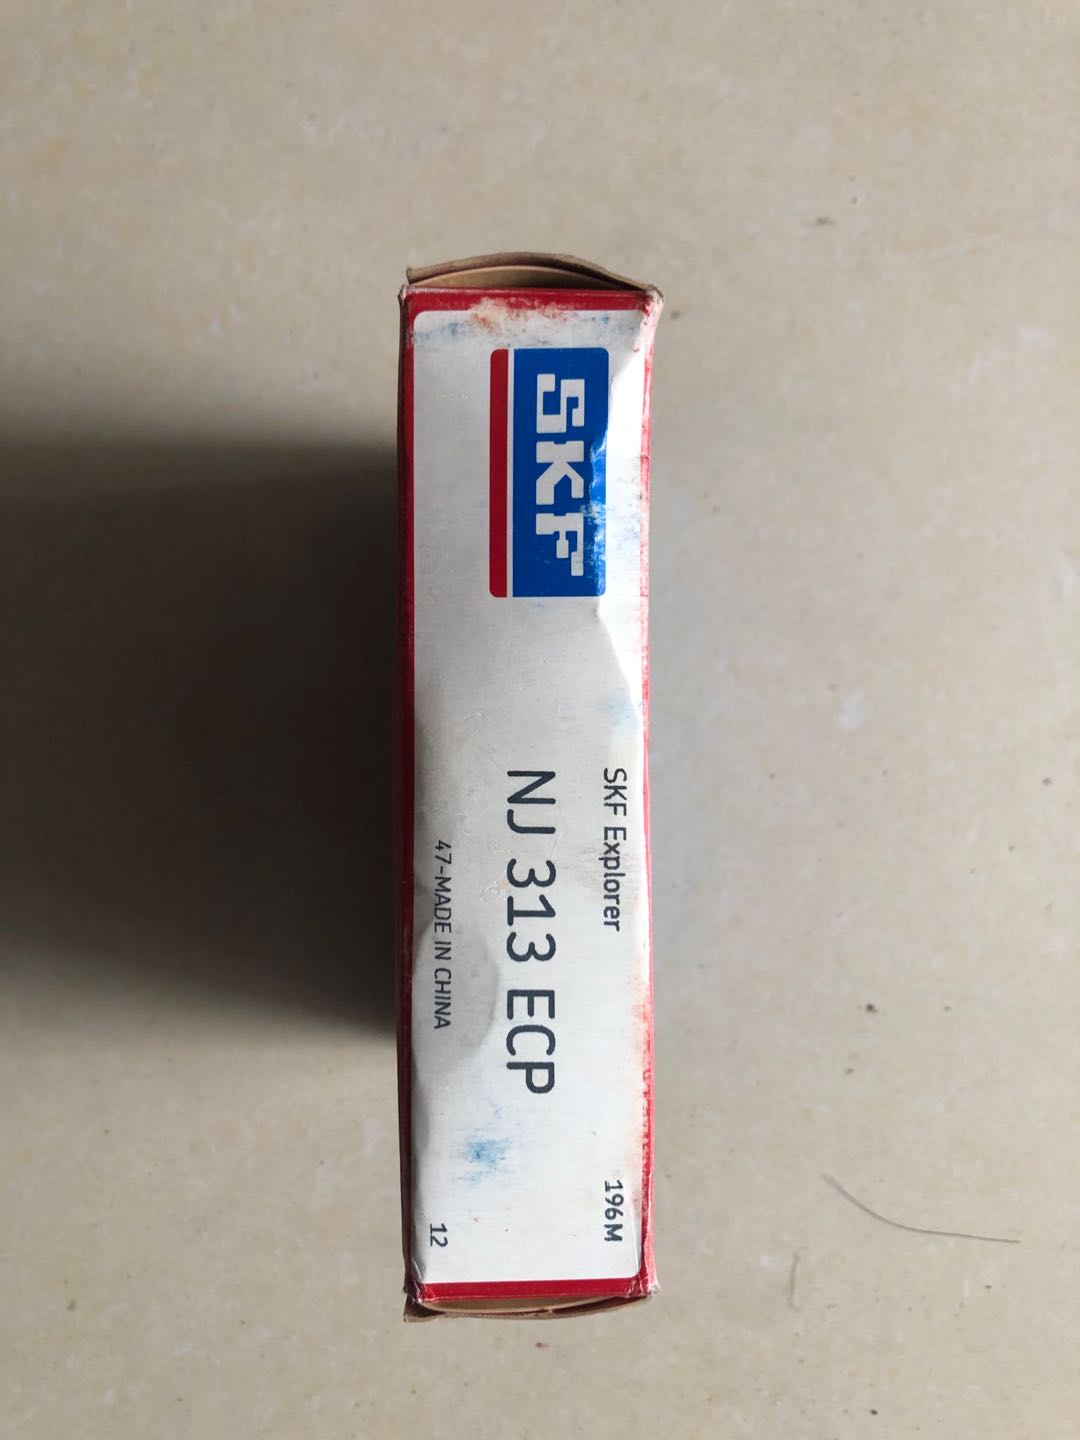 SKF
SKF Explorer
196M
NJ 313 ECP
47-MADE IN CHINA
12